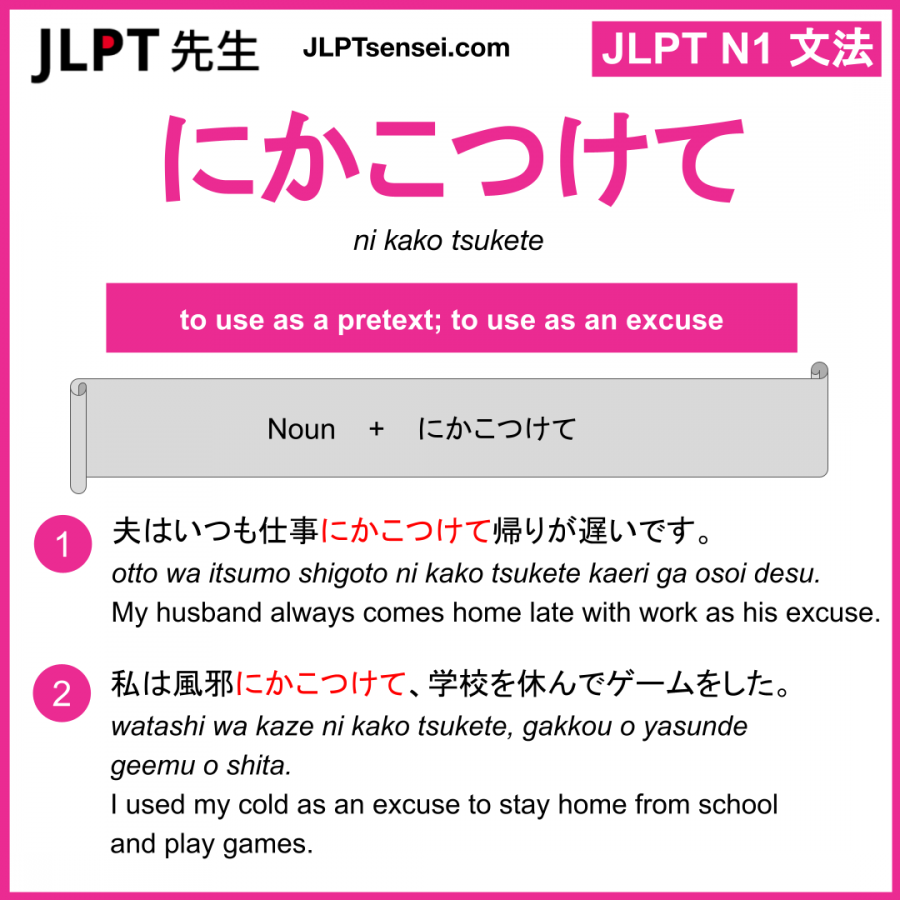 JLPT 先生
JLPTsensei.com
JLPT N1 文法
にかこつけて
ni kako tsukete
to use as a pretext; to use as an excuse
Noun + にかこつけて
1
夫はいつも仕事にかこつけて帰りが遅いです。
otto wa itsumo shigoto ni kako tsukete kaeri ga osoi desu.
My husband always comes home late with work as his excuse.
2
私は風邪にかこつけて、学校を休んでゲームをした。
watashi wa kaze ni kako tsukete, gakkou o yasunde
geemu o shita.
I used my cold as an excuse to stay home from school
and play games.